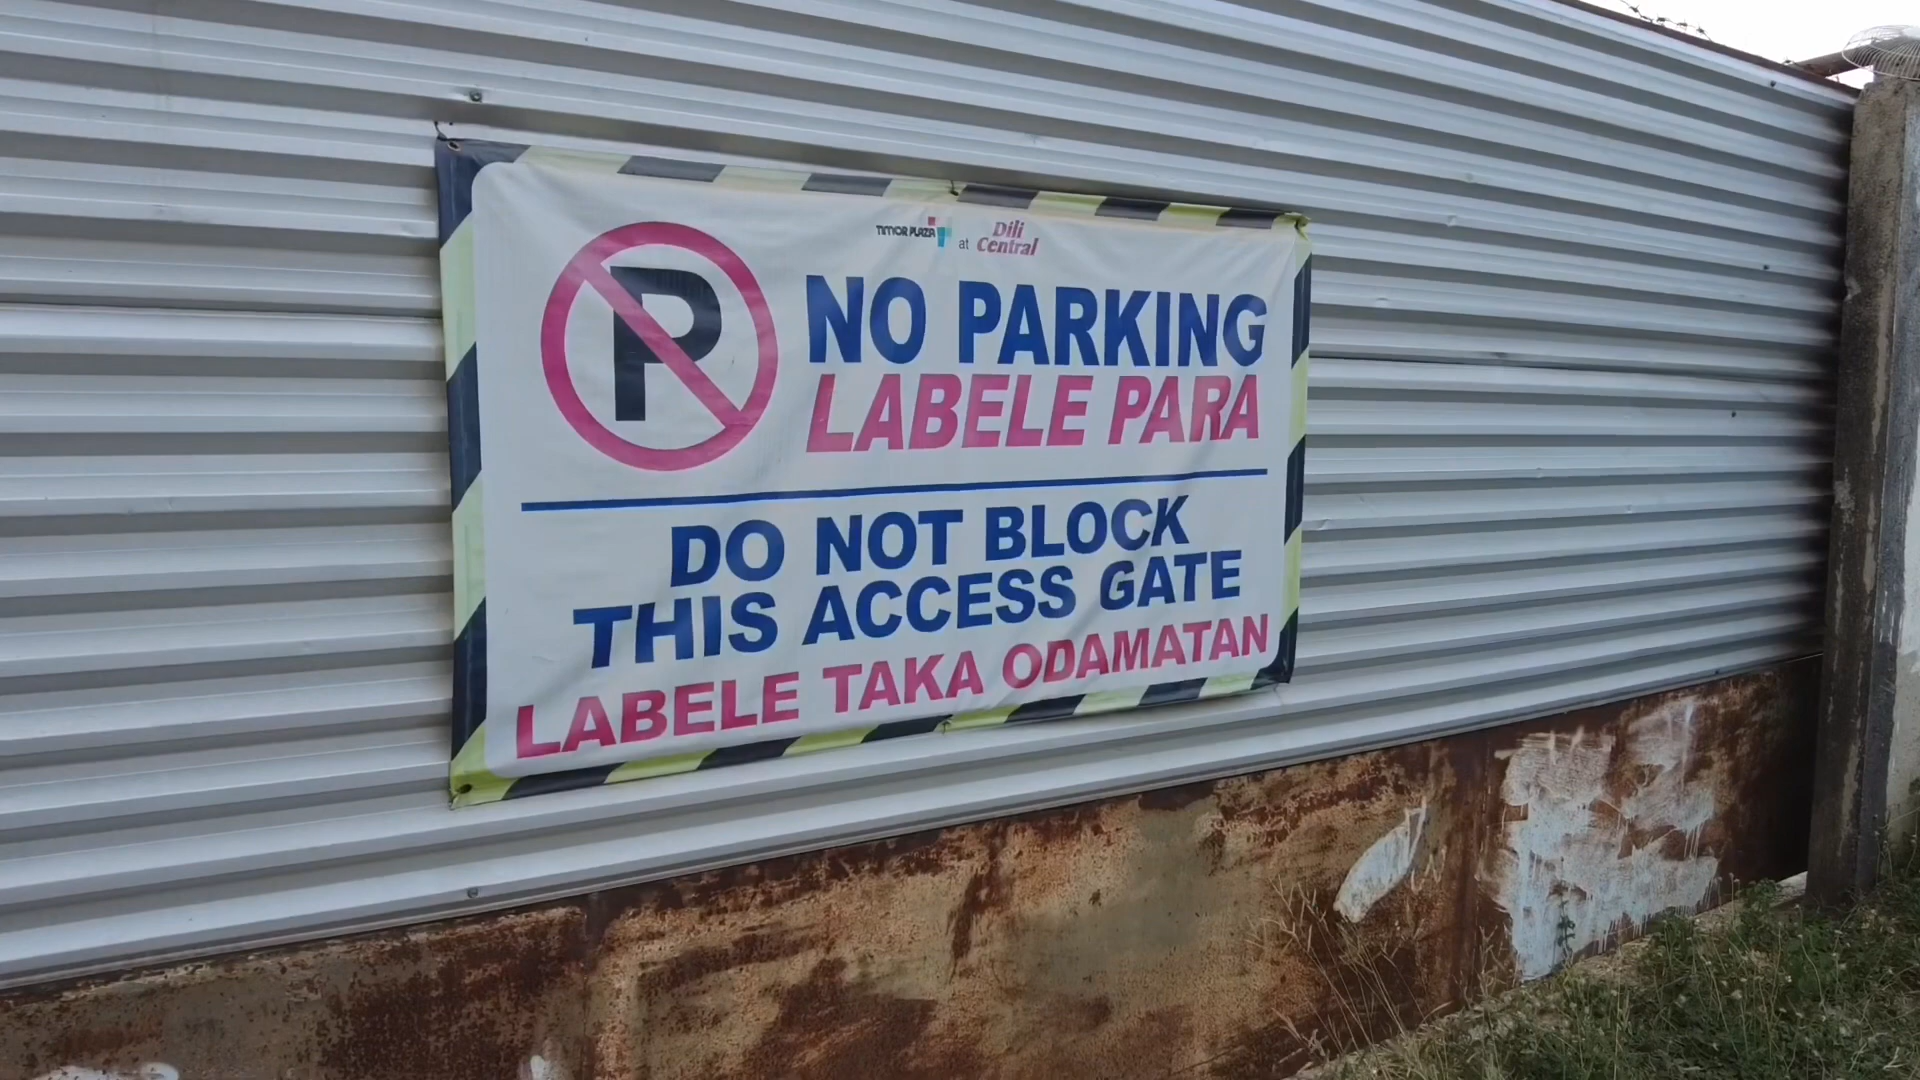 TIMOR PLAZA at Dili Central
P
NO PARKING
LABELE PARA
DO NOT BLOCK
THIS ACCESS GATE
LABELE TAKA ODAMATAN